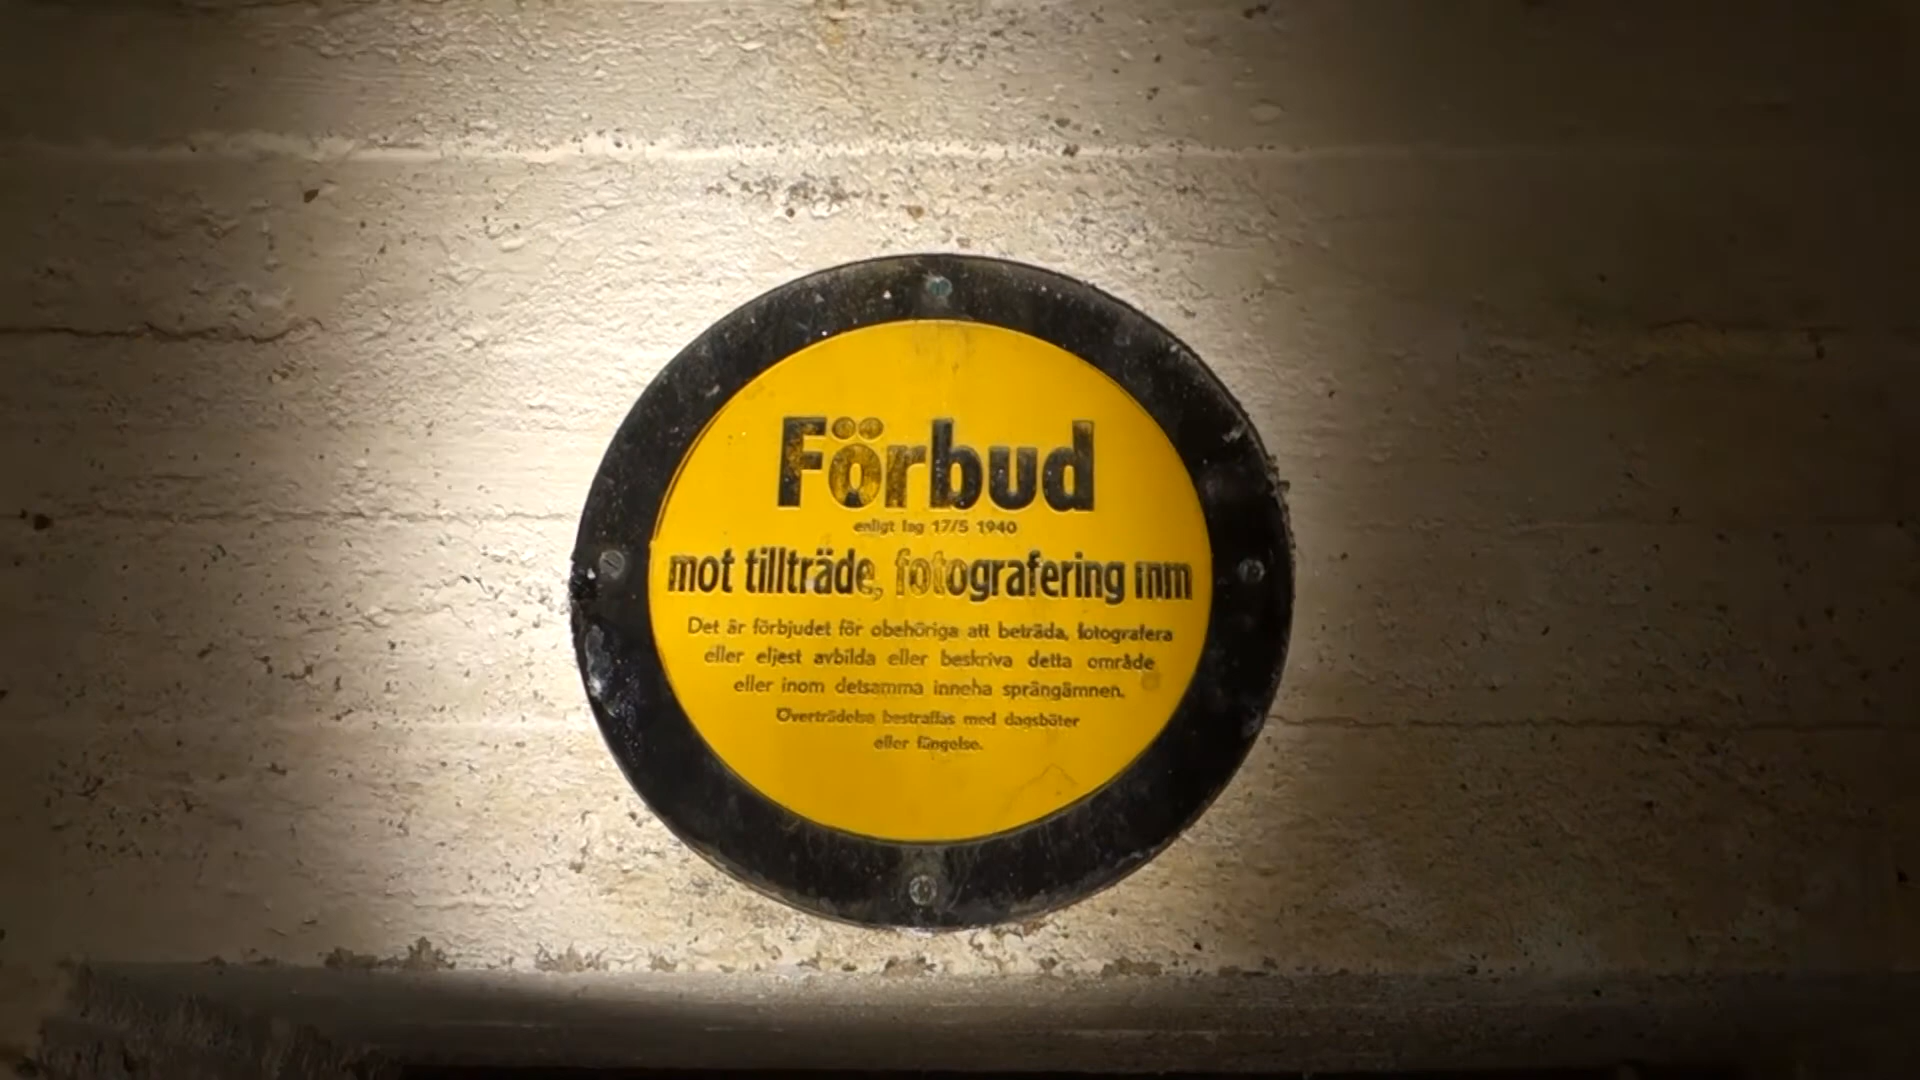 Förbud
enligt lag 17/5 1940
mot tillträde, fotografering mm
Det är förbjudet för obehöriga att beträda, fotografera
eller eljest avbilda eller beskriva detta område
eller inom detsamma inneha sprängämnen.
Överträdelse bestraffas med dagsböter
eller fängelse.